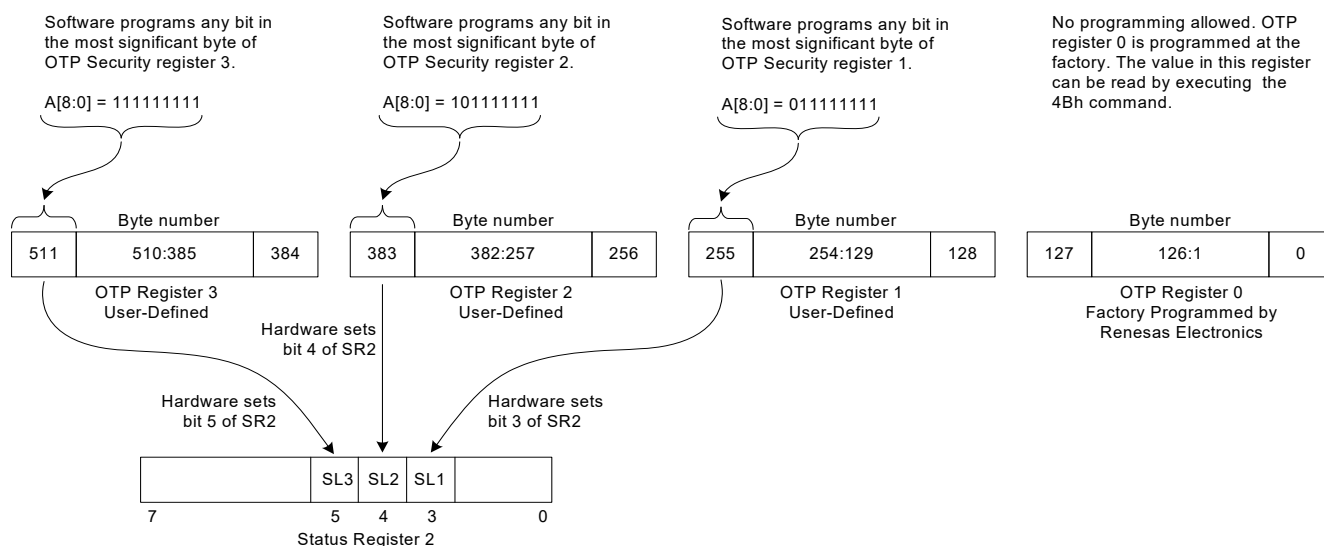 Software programs any bit in
the most significant byte of
OTP Security register 3.
A[8:0] = 111111111
Software programs any bit in
the most significant byte of
OTP Security register 2.
A[8:0] = 101111111
Software programs any bit in
the most significant byte of
OTP Security register 1.
A[8:0] = 011111111
No programming allowed. OTP
register 0 is programmed at the
factory. The value in this register
can be read by executing the
4Bh command.
Byte number
511 510:385 384
OTP Register 3
User-Defined
Byte number
383 382:257 256
OTP Register 2
User-Defined
Byte number
255 254:129 128
OTP Register 1
User-Defined
Byte number
127 126:1 0
OTP Register 0
Factory Programmed by
Renesas Electronics
Hardware sets
bit 5 of SR2
Hardware sets
bit 4 of SR2
Hardware sets
bit 3 of SR2
SL3 SL2 SL1
7 5 4 3 0
Status Register 2